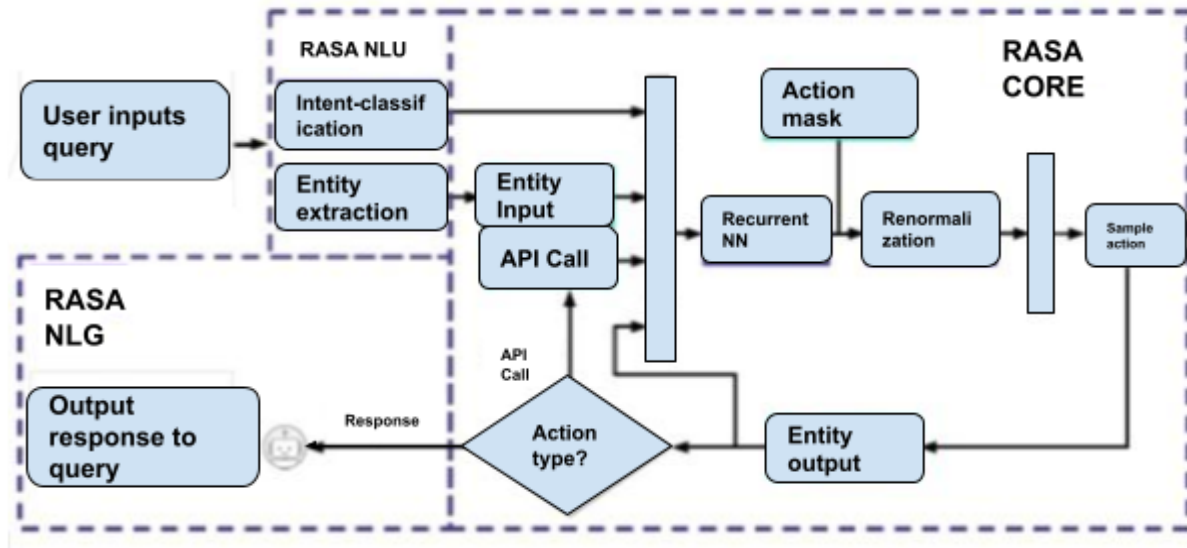 RASA NLU
RASA
CORE
User inputs
query
Intent-classif
ication
Action
mask
Entity
extraction
Entity
Input
API Call
Recurrent
NN
Renormali
zation
Sample
action
RASA
NLG
API
Call
Output
response to
query
Response
Action
type?
Entity
output